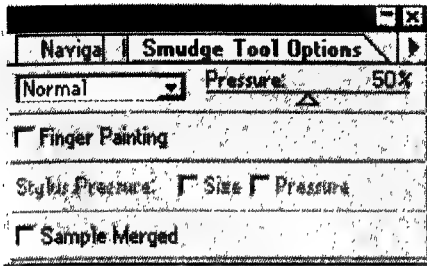 Naviga Smudge Tool Options
Normal Pressure: 50%
Finger Painting
Stylus Pressure: Size Pressure
Sample Merged